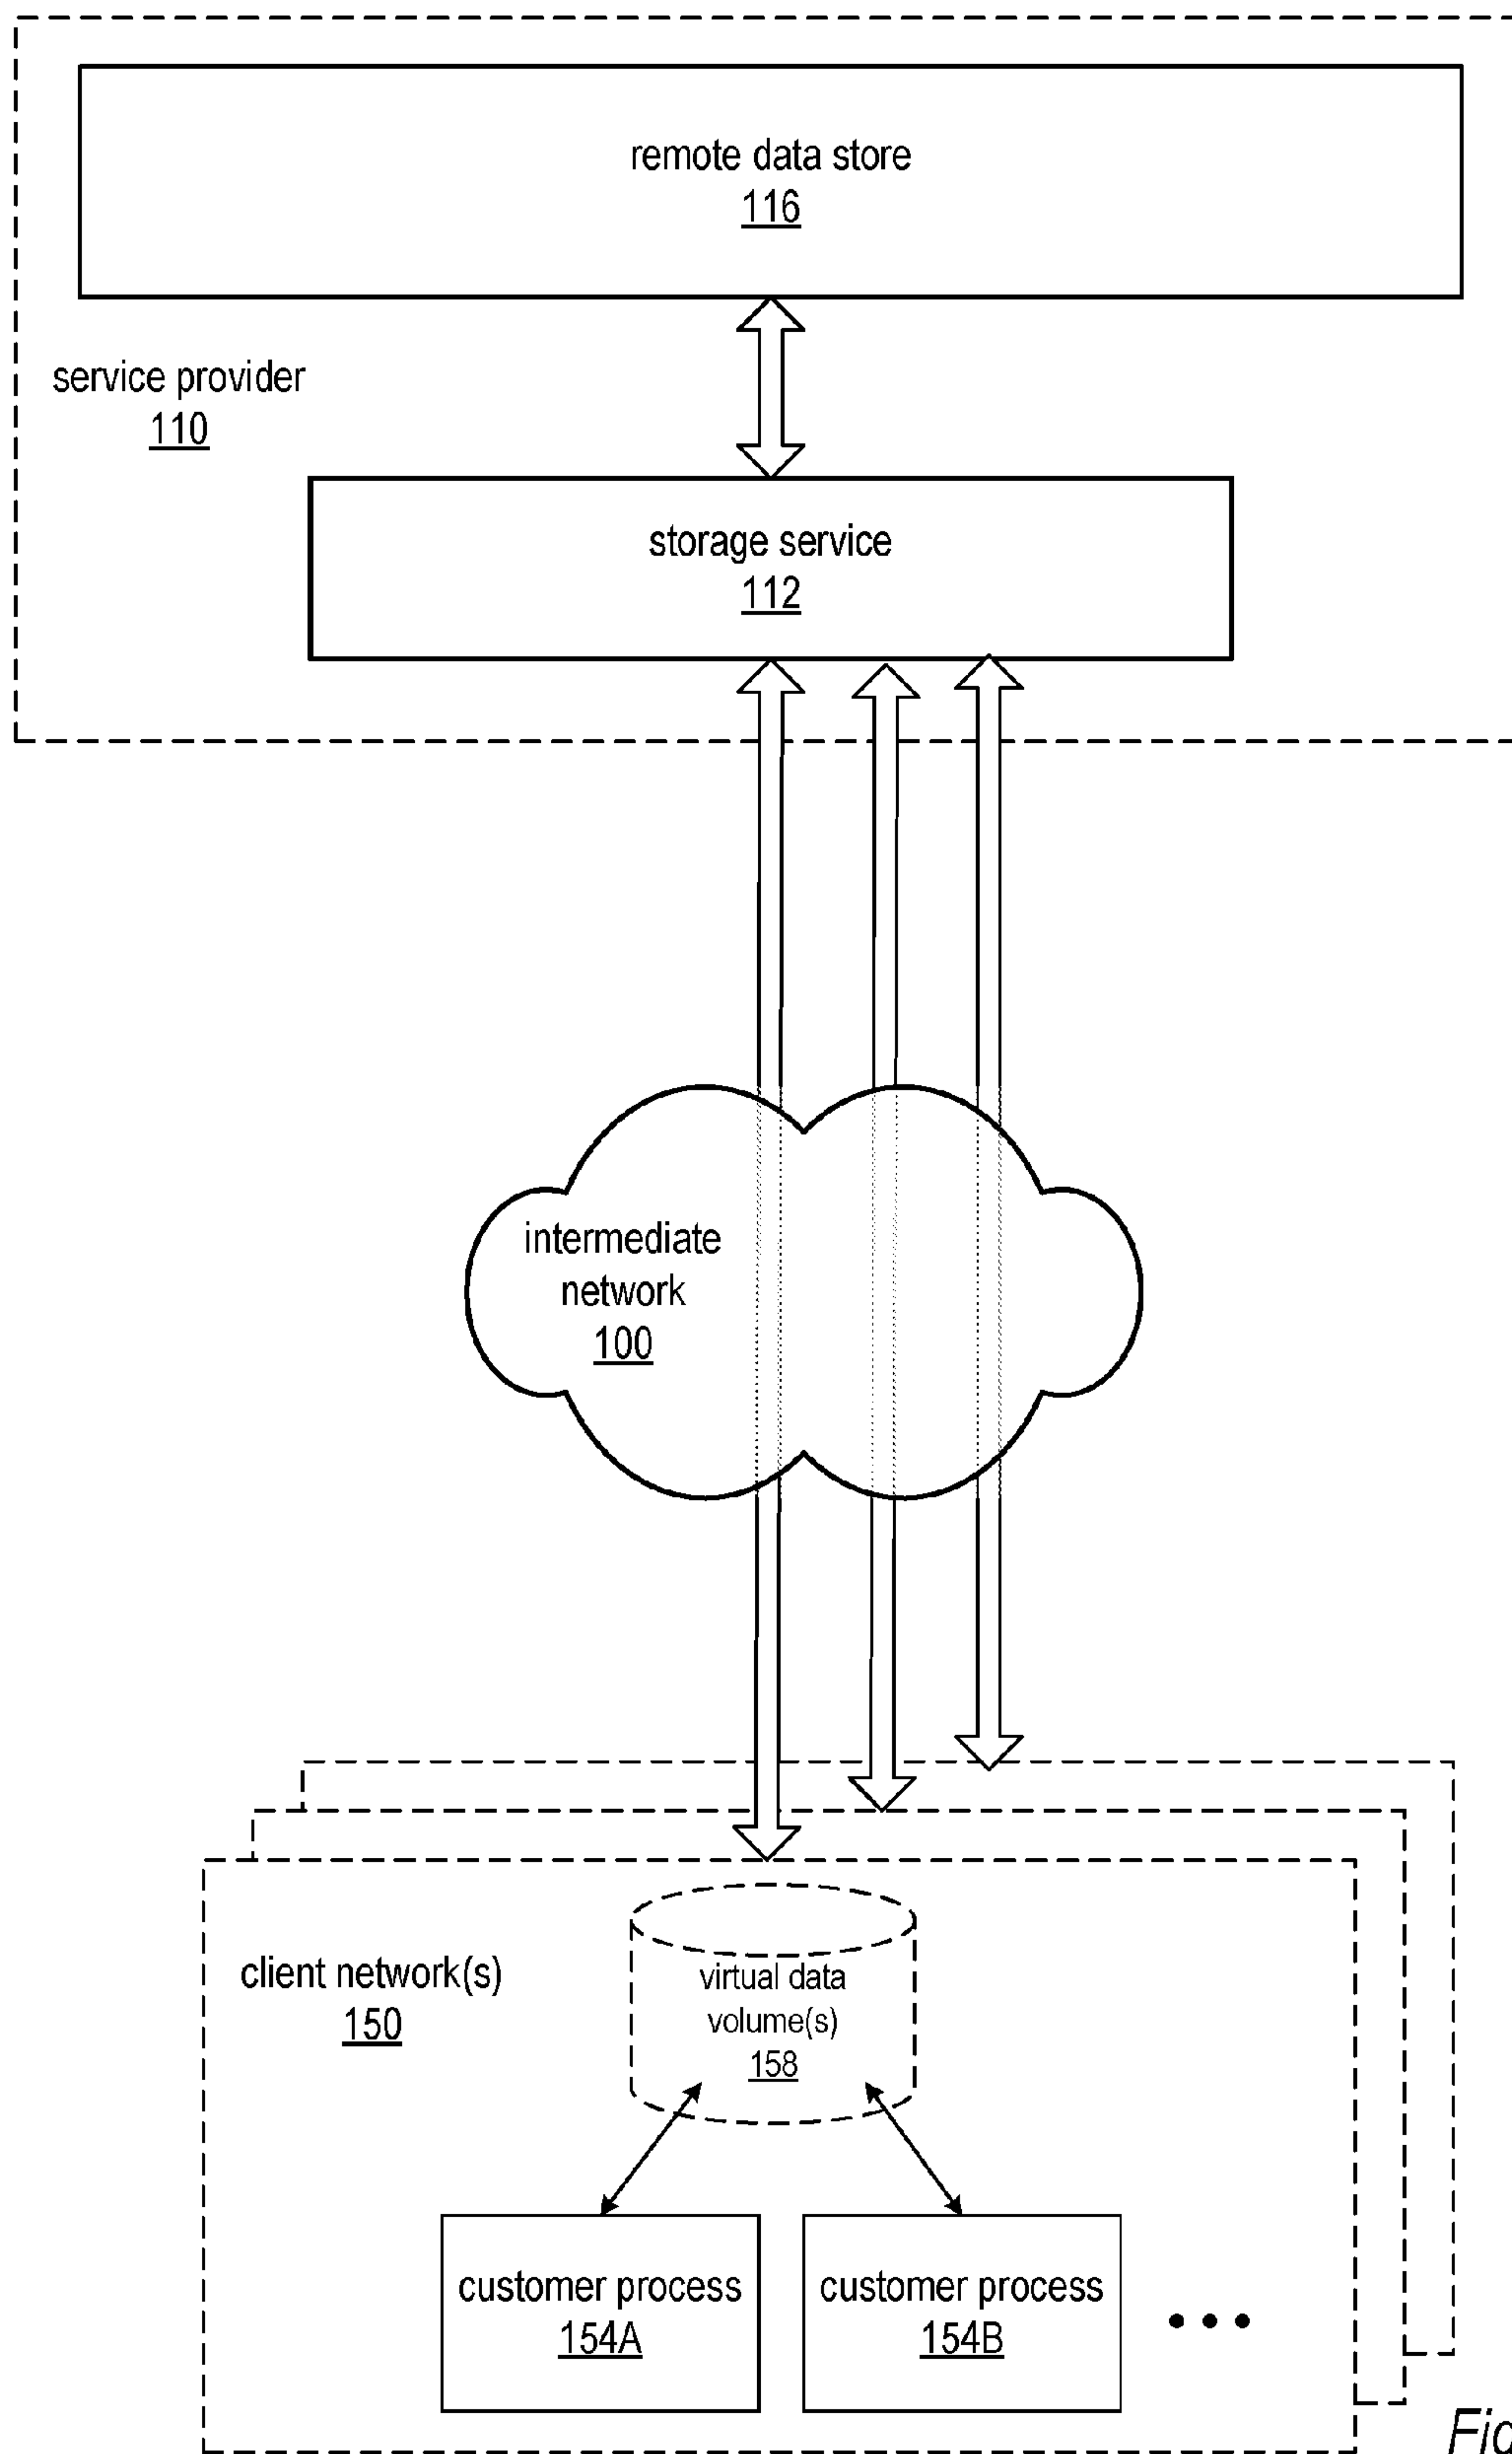 remote data store
116
service provider
110
storage service
112
intermediate
network
100
client network(s)
150
virtual data
volume(s)
158
customer process
154A
customer process
154B